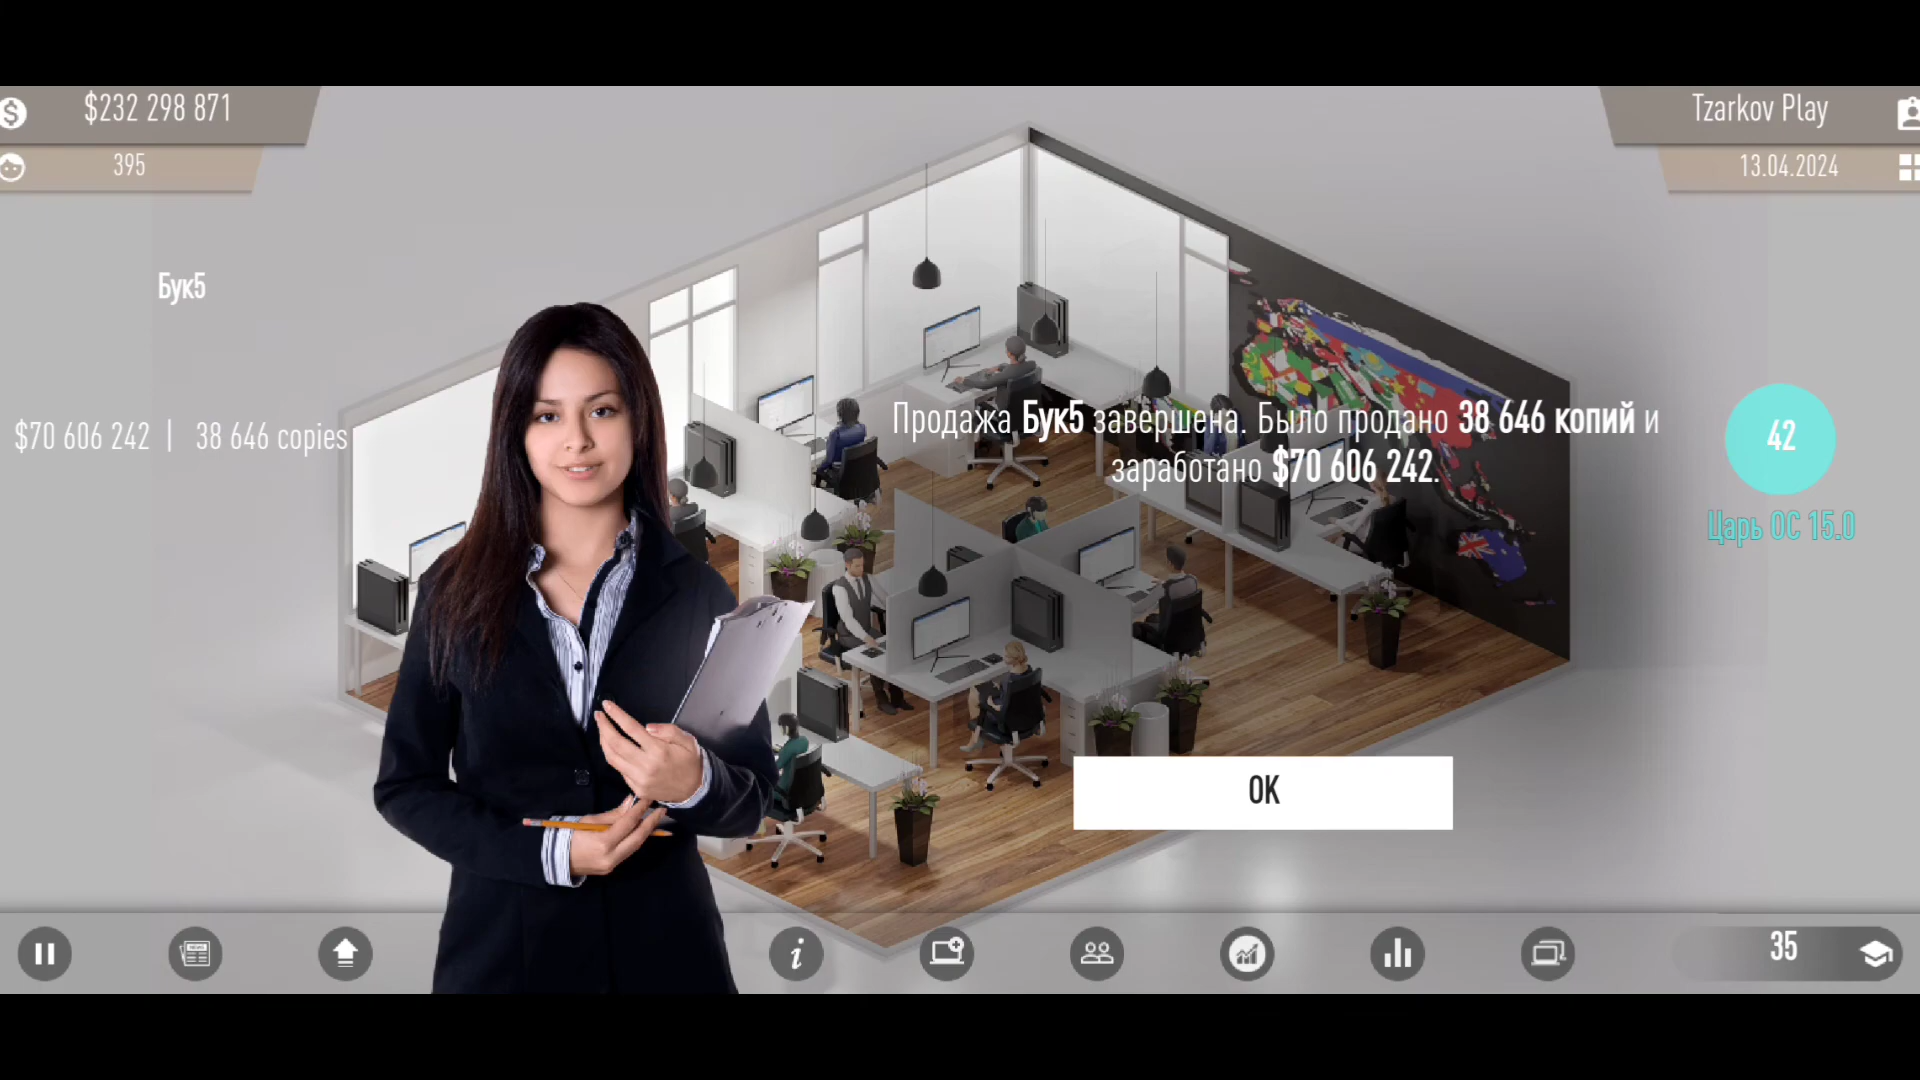 $232 298 871
Tzarkov Play
395
13.04.2024
Бук5
$70 606 242 | 38 646 copies
Продажа Бук5 завершена. Было продано 38 646 копий и
заработано $70 606 242.
42
Царь ОС 15.0
OK
NEWS
i
35